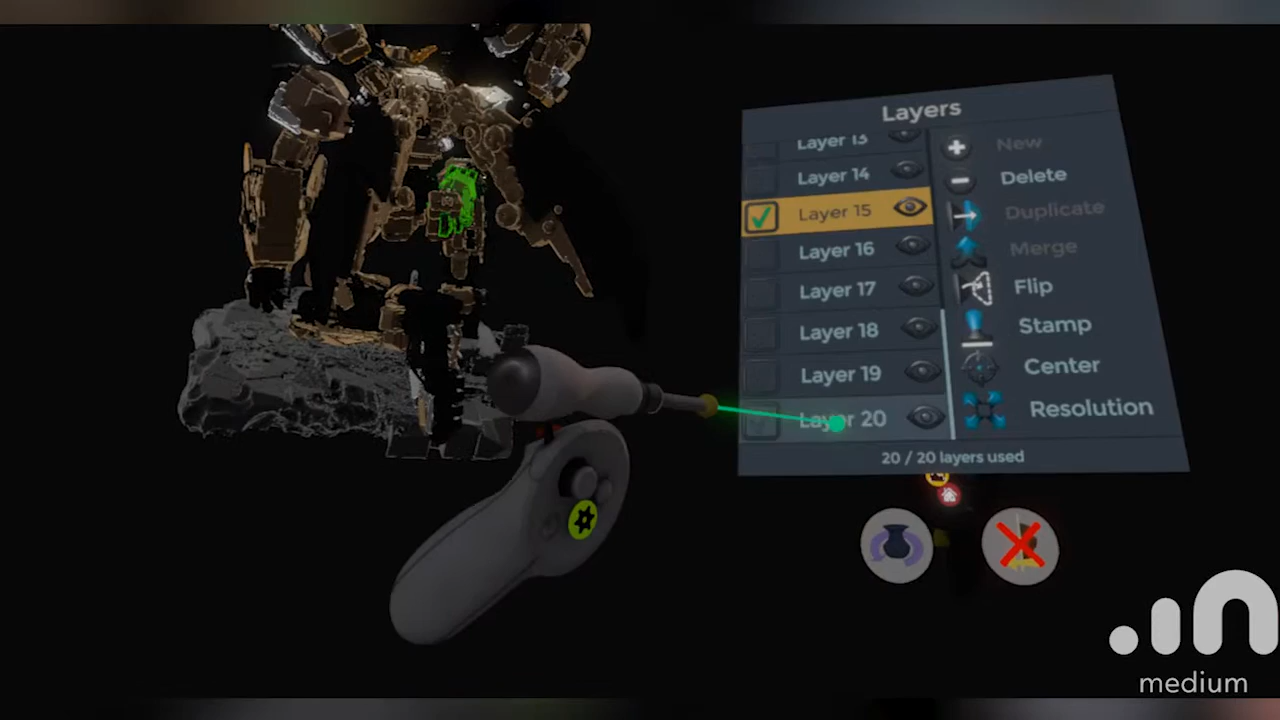 Layers
Layer 13
Layer 14
Layer 15
Layer 16
Layer 17
Layer 18
Layer 19
Layer 20
New
Delete
Duplicate
Merge
Flip
Stamp
Center
Resolution
20 / 20 layers used
medium